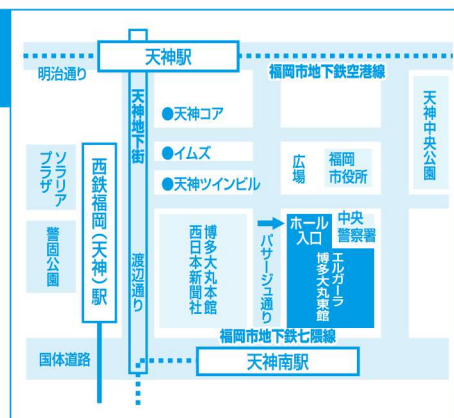 天神駅
明治通り
福岡市地下鉄空港線
天神地下街
●天神コア
●イムズ
●天神ツインビル
広場
福岡
市役所
天神中央公園
ソラリア
プラザ
西鉄福岡(天神)駅
警固公園
渡辺通り
博多大丸本館
西日本新聞社
パサージュ通り
ホール
入口
中央
警察署
エルガーラ
博多大丸東館
福岡市地下鉄七隈線
国体道路
天神南駅